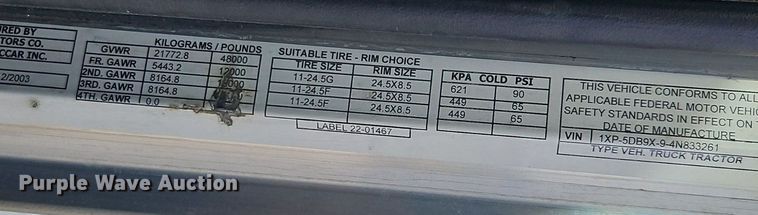 RED BY
TORS CO.
CCAR INC.
2/2003
KILOGRAMS / POUNDS
GVWR 21772.8 48000
FR. GAWR 5443.2 12000
2ND. GAWR 8164.8
3RD. GAWR 8164.8
4TH. GAWR 0.0
SUITABLE TIRE - RIM CHOICE
TIRE SIZE RIM SIZE
11-24.5G 24.5X8.5
11-24.5F 24.5X8.5
11-24.5F 24.5X8.5
LABEL 22-01467
KPA COLD PSI
621 90
449 65
449 65
THIS VEHICLE CONFORMS TO ALL
APPLICABLE FEDERAL MOTOR VEHIC
SAFETY STANDARDS IN EFFECT ON T
DATE OF MANUFACTURE
VIN 1XP-5DB9X-9-4N833261
TYPE VEH. TRUCK TRACTOR
Purple Wave Auction